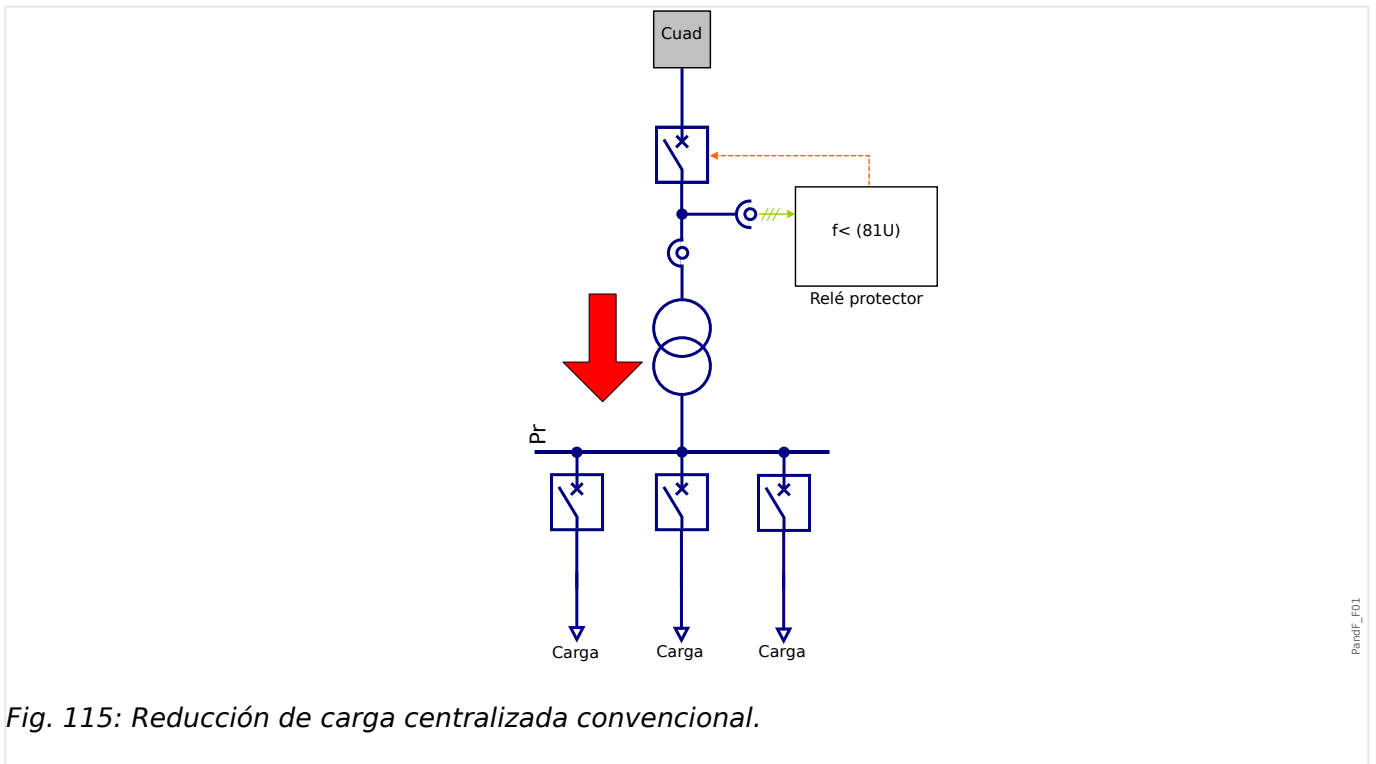 Cuad
f< (81U)
Relé protector
Pr
Carga
Carga
Carga
PandF_F01
Fig. 115: Reducción de carga centralizada convencional.